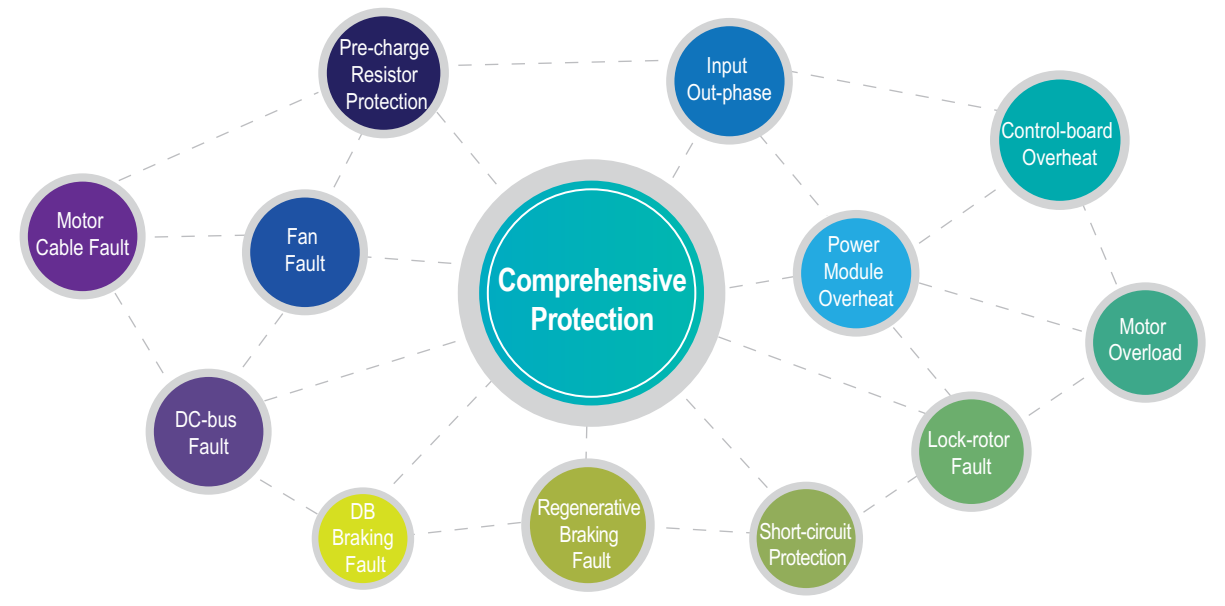 Pre-charge
Resistor
Protection
Input
Out-phase
Control-board
Overheat
Motor
Cable Fault
Fan
Fault
Comprehensive
Protection
Power
Module
Overheat
Motor
Overload
DC-bus
Fault
Lock-rotor
Fault
DB
Braking
Fault
Regenerative
Braking
Fault
Short-circuit
Protection